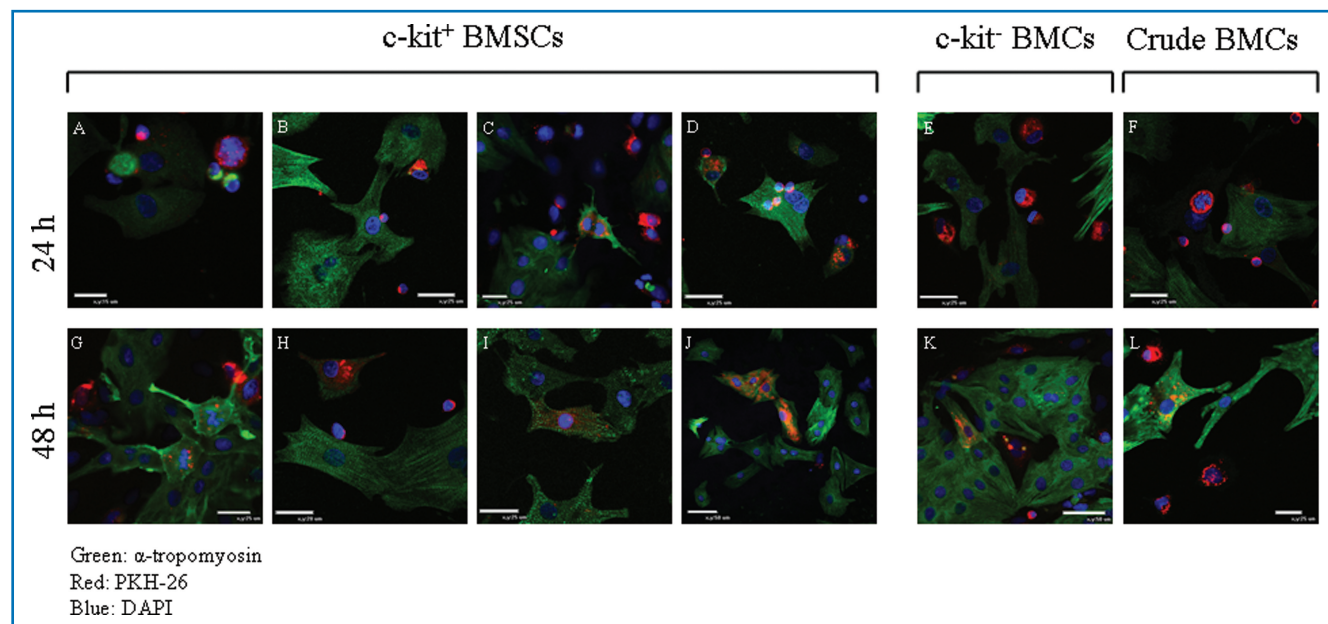 c-kit⁺ BMSCs
c-kit⁻ BMCs
Crude BMCs
24 h
A
B
C
D
E
F
48 h
G
H
I
J
K
L
Green: α-tropomyosin
Red: PKH-26
Blue: DAPI